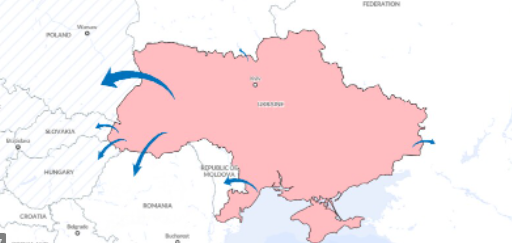 FEDERATION
Warsaw
POLAND
Kyiv
UKRAINE
SLOVAKIA
Bratislava
HUNGARY
REPUBLIC OF
MOLDOVA
ROMANIA
CROATIA
Belgrade
Bucharest